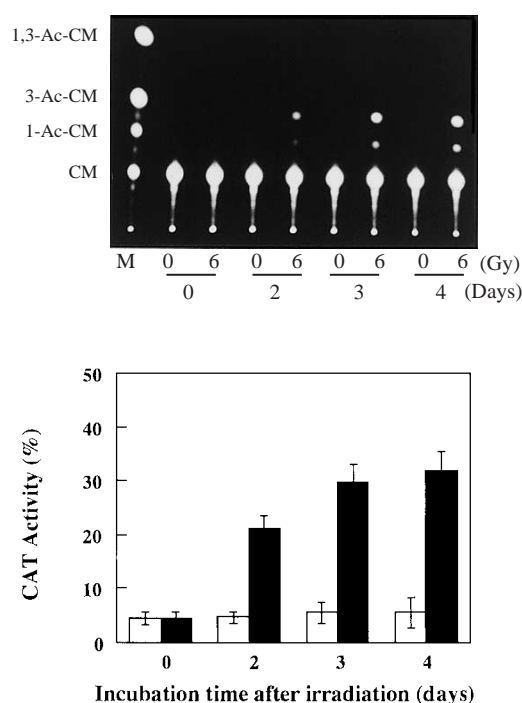 1,3-Ac-CM
3-Ac-CM
1-Ac-CM
CM
M 0 6 0 6 0 6 0 6 (Gy)
0 2 3 4 (Days)
50
40
30
20
10
0
CAT Activity (%)
0 2 3 4
Incubation time after irradiation (days)